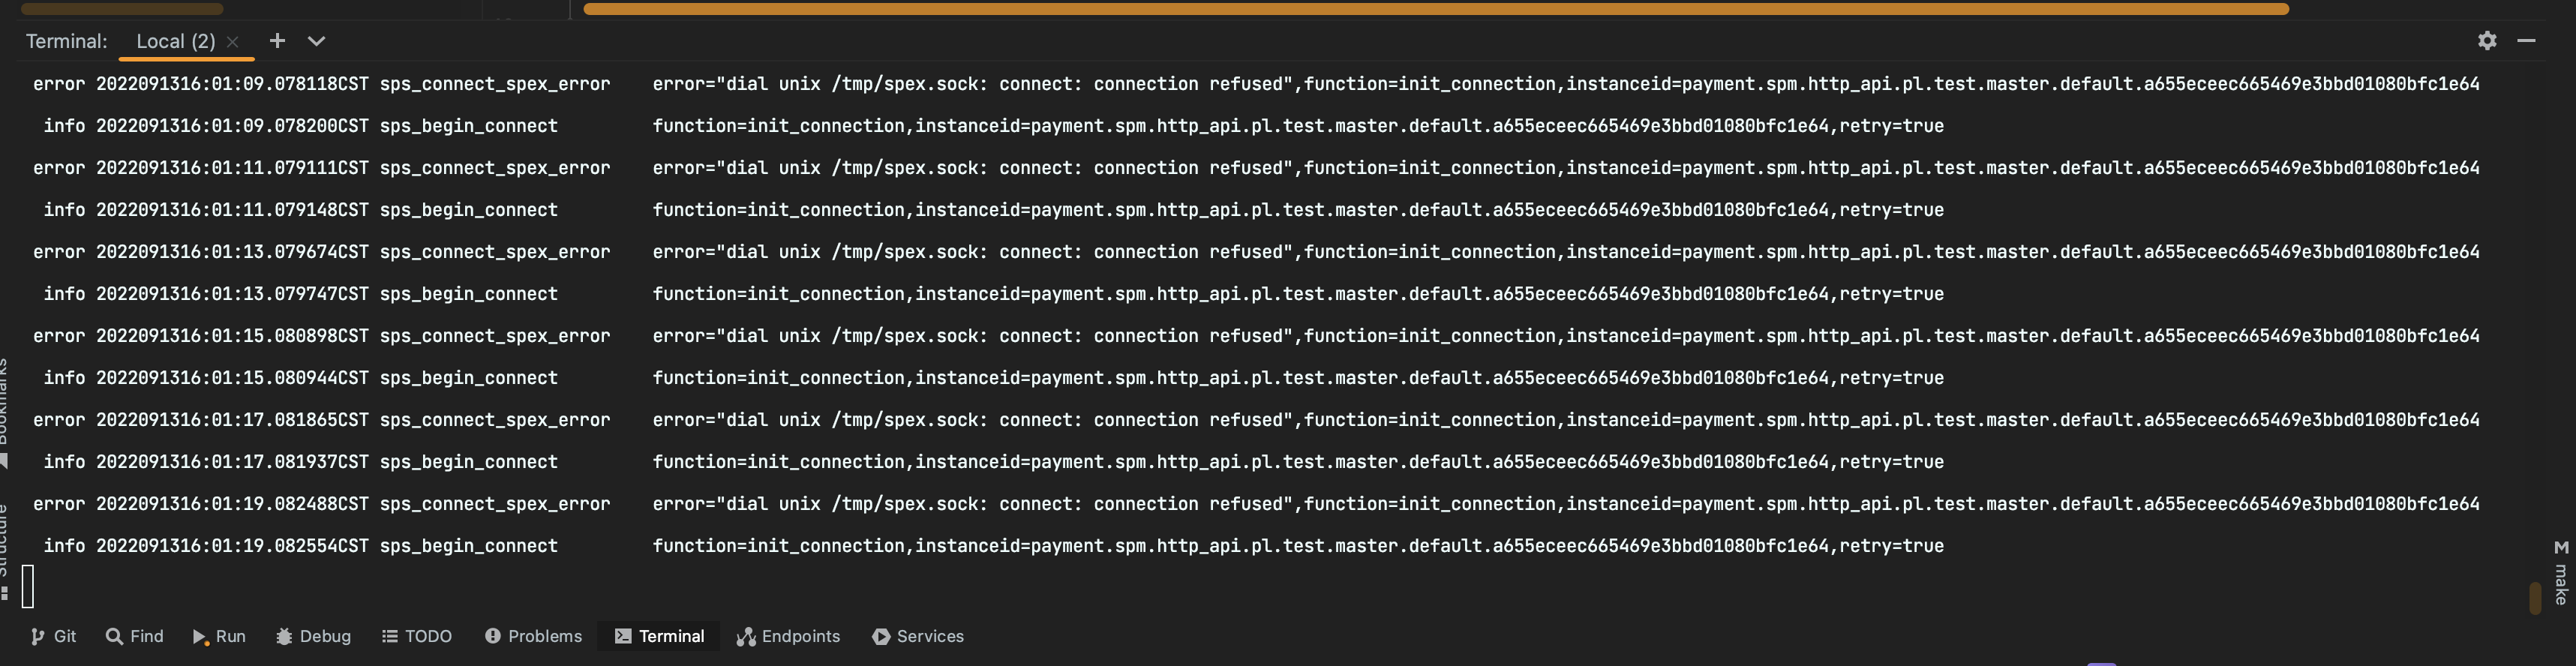 Terminal: Local (2)
error 2022091316:01:09.078118CST sps_connect_spex_error error="dial unix /tmp/spex.sock: connect: connection refused",function=init_connection,instanceid=payment.spm.http_api.pl.test.master.default.a655eceec665469e3bbd01080bfc1e64
info 2022091316:01:09.078200CST sps_begin_connect function=init_connection,instanceid=payment.spm.http_api.pl.test.master.default.a655eceec665469e3bbd01080bfc1e64,retry=true
error 2022091316:01:11.079111CST sps_connect_spex_error error="dial unix /tmp/spex.sock: connect: connection refused",function=init_connection,instanceid=payment.spm.http_api.pl.test.master.default.a655eceec665469e3bbd01080bfc1e64
info 2022091316:01:11.079148CST sps_begin_connect function=init_connection,instanceid=payment.spm.http_api.pl.test.master.default.a655eceec665469e3bbd01080bfc1e64,retry=true
error 2022091316:01:13.079674CST sps_connect_spex_error error="dial unix /tmp/spex.sock: connect: connection refused",function=init_connection,instanceid=payment.spm.http_api.pl.test.master.default.a655eceec665469e3bbd01080bfc1e64
info 2022091316:01:13.079747CST sps_begin_connect function=init_connection,instanceid=payment.spm.http_api.pl.test.master.default.a655eceec665469e3bbd01080bfc1e64,retry=true
error 2022091316:01:15.080898CST sps_connect_spex_error error="dial unix /tmp/spex.sock: connect: connection refused",function=init_connection,instanceid=payment.spm.http_api.pl.test.master.default.a655eceec665469e3bbd01080bfc1e64
info 2022091316:01:15.080944CST sps_begin_connect function=init_connection,instanceid=payment.spm.http_api.pl.test.master.default.a655eceec665469e3bbd01080bfc1e64,retry=true
error 2022091316:01:17.081865CST sps_connect_spex_error error="dial unix /tmp/spex.sock: connect: connection refused",function=init_connection,instanceid=payment.spm.http_api.pl.test.master.default.a655eceec665469e3bbd01080bfc1e64
info 2022091316:01:17.081937CST sps_begin_connect function=init_connection,instanceid=payment.spm.http_api.pl.test.master.default.a655eceec665469e3bbd01080bfc1e64,retry=true
error 2022091316:01:19.082488CST sps_connect_spex_error error="dial unix /tmp/spex.sock: connect: connection refused",function=init_connection,instanceid=payment.spm.http_api.pl.test.master.default.a655eceec665469e3bbd01080bfc1e64
info 2022091316:01:19.082554CST sps_begin_connect function=init_connection,instanceid=payment.spm.http_api.pl.test.master.default.a655eceec665469e3bbd01080bfc1e64,retry=true
Bookmarks
Structure
M make
Git Find Run Debug TODO Problems Terminal Endpoints Services